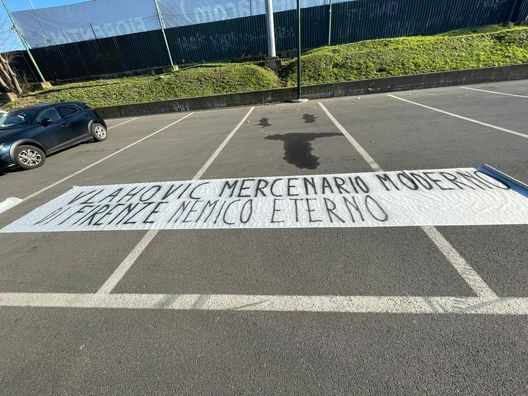 VLAHOVIC MERCENARIO MODERNO
DI FIRENZE NEMICO ETERNO